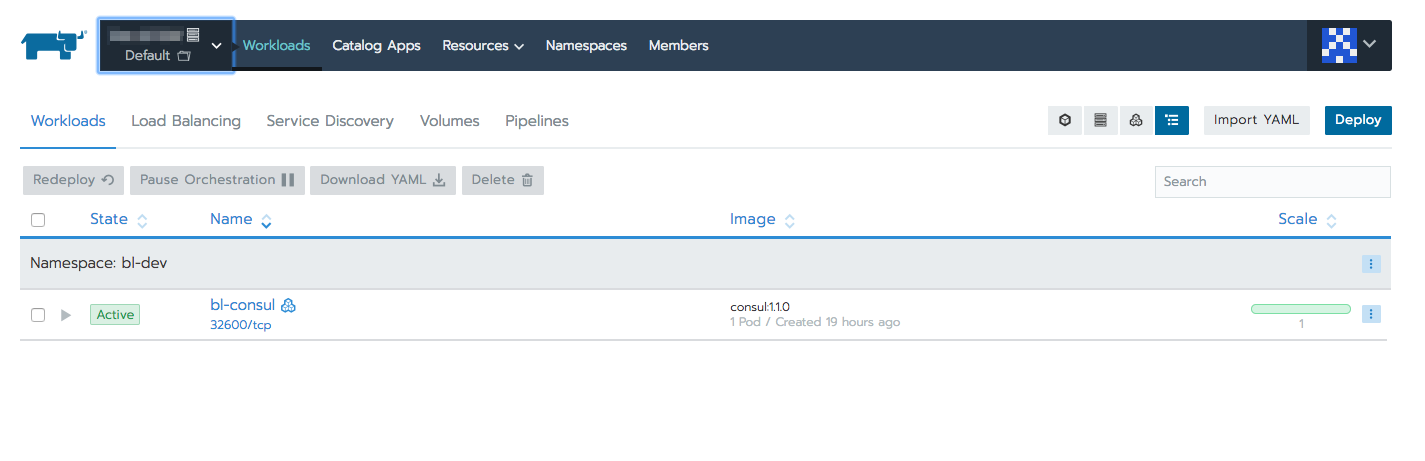 Default
Workloads Catalog Apps Resources Namespaces Members
Workloads Load Balancing Service Discovery Volumes Pipelines
Import YAML Deploy
Redeploy Pause Orchestration Download YAML Delete
Search
State Name Image Scale
Namespace: bl-dev
Active bl-consul consul:1.1.0
32600/tcp 1 Pod / Created 19 hours ago 1